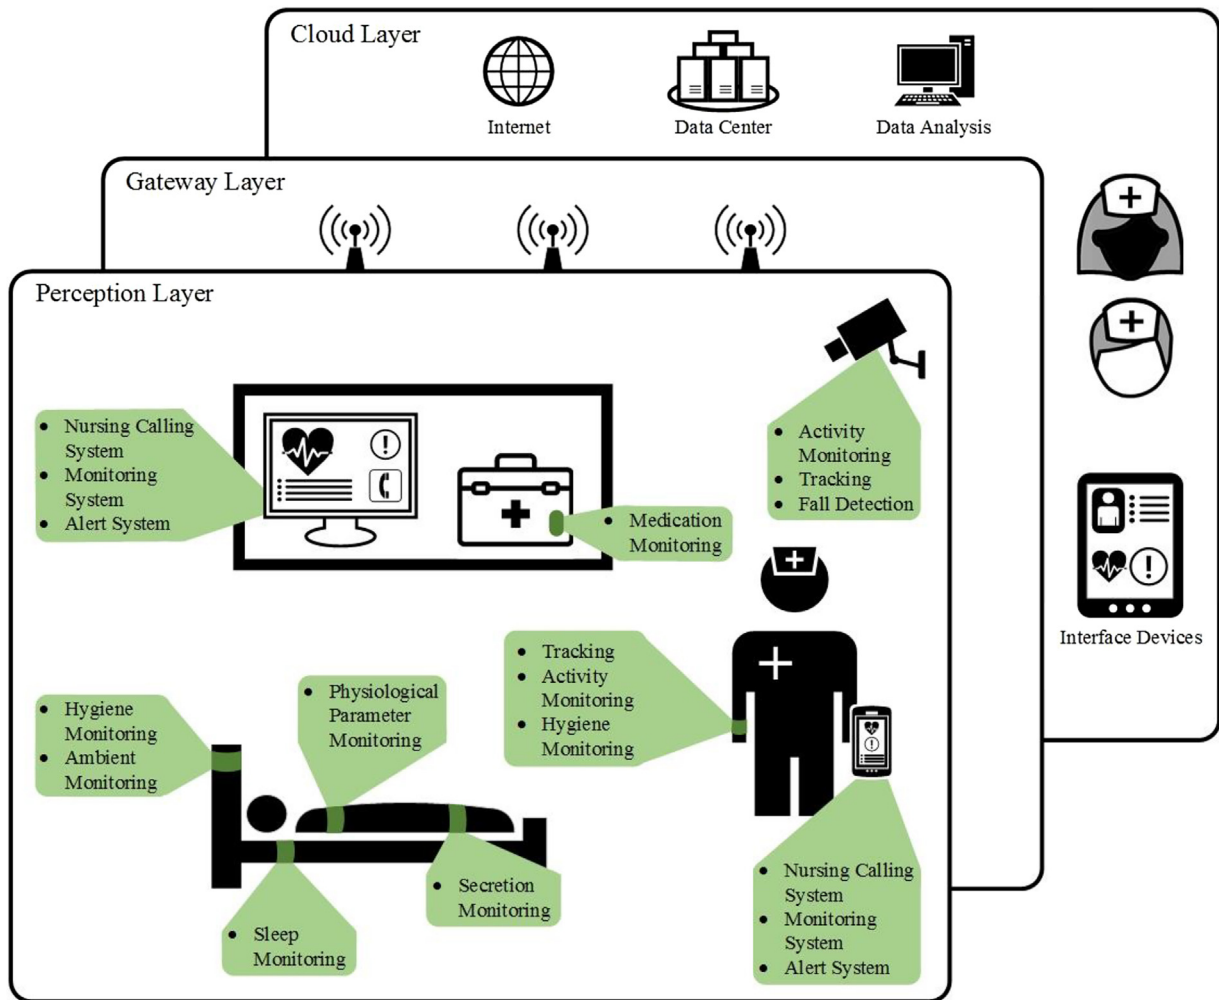 Cloud Layer
Internet
Data Center
Data Analysis
Gateway Layer
Perception Layer
• Nursing Calling
System
• Monitoring
System
• Alert System
• Medication
Monitoring
• Activity
Monitoring
• Tracking
• Fall Detection
Interface Devices
• Tracking
• Activity
Monitoring
• Hygiene
Monitoring
• Hygiene
Monitoring
• Ambient
Monitoring
• Physiological
Parameter
Monitoring
• Secretion
Monitoring
• Sleep
Monitoring
• Nursing Calling
System
• Monitoring
System
• Alert System